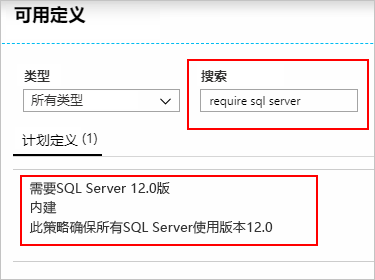 可用定义
类型
搜索
所有类型
require sql server
计划定义 (1)
需要SQL Server 12.0版
内建
此策略确保所有SQL Server使用版本12.0